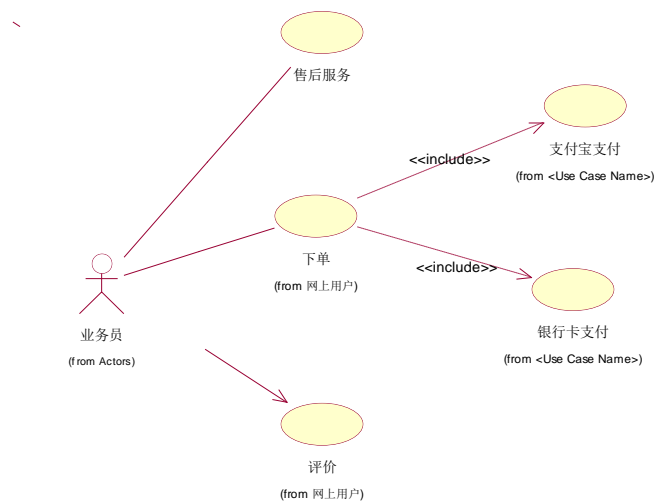 售后服务
<<include>>
支付宝支付
(from <Use Case Name>)
下单
(from 网上用户)
<<include>>
业务员
(from Actors)
银行卡支付
(from <Use Case Name>)
评价
(from 网上用户)